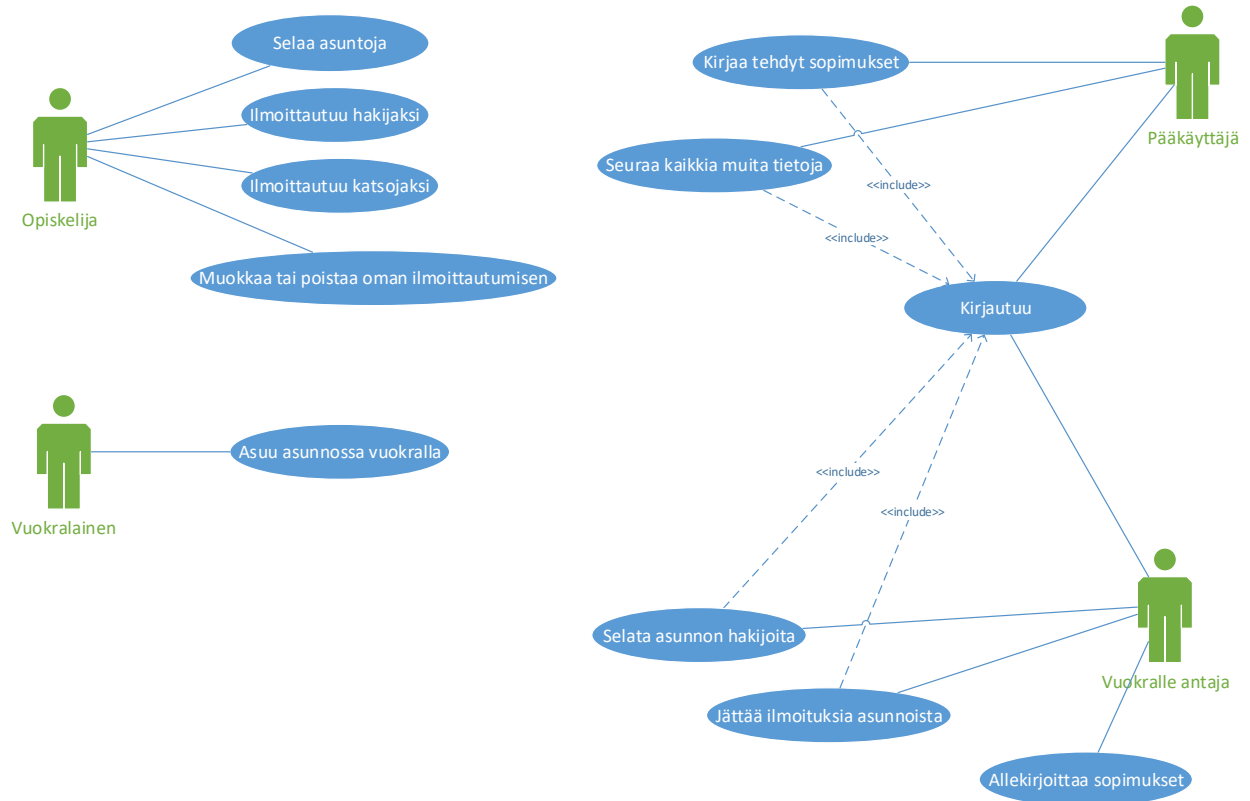 Selaa asuntoja
Ilmoittautuu hakijaksi
Ilmoittautuu katsojaksi
Opiskelija
Muokkaa tai poistaa oman ilmoittautumisen
Asuu asunnossa vuokralla
Vuokralainen
Kirjaa tehdyt sopimukset
Pääkäyttäjä
Seuraa kaikkia muita tietoja
<<include>>
<<include>>
Kirjautuu
<<include>>
<<include>>
Selata asunnon hakijoita
Vuokralle antaja
Jättää ilmoituksia asunnoista
Allekirjoittaa sopimukset